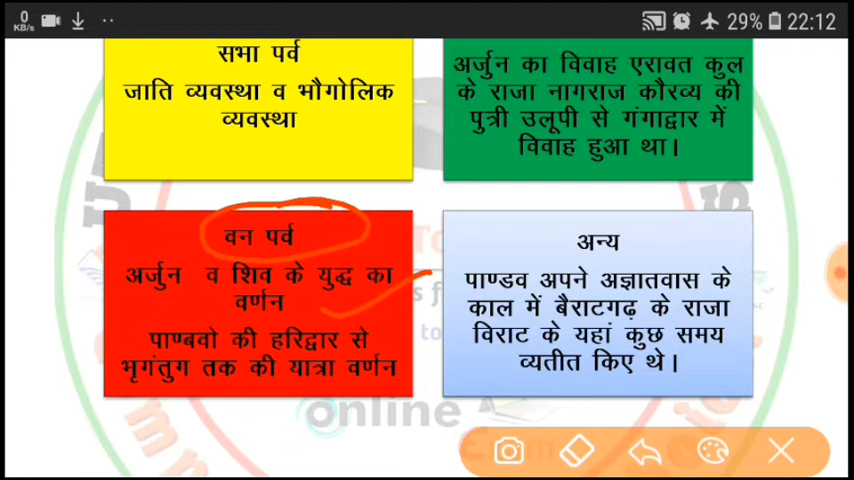 0 KB/s 29% 22:12
सभा पर्व
जाति व्यवस्था व भौगोलिक
व्यवस्था
अर्जुन का विवाह एरावत कुल
के राजा नागराज कौरव्य की
पुत्री उलूपी से गंगाद्वार में
विवाह हुआ था।
वन पर्व
अर्जुन व शिव के युद्ध का
वर्णन
पाण्बवो की हरिद्वार से
भृगंतुग तक की यात्रा वर्णन
अन्य
पाण्डव अपने अज्ञातवास के
काल में बैराटगढ़ के राजा
विराट के यहां कुछ समय
व्यतीत किए थे।
online